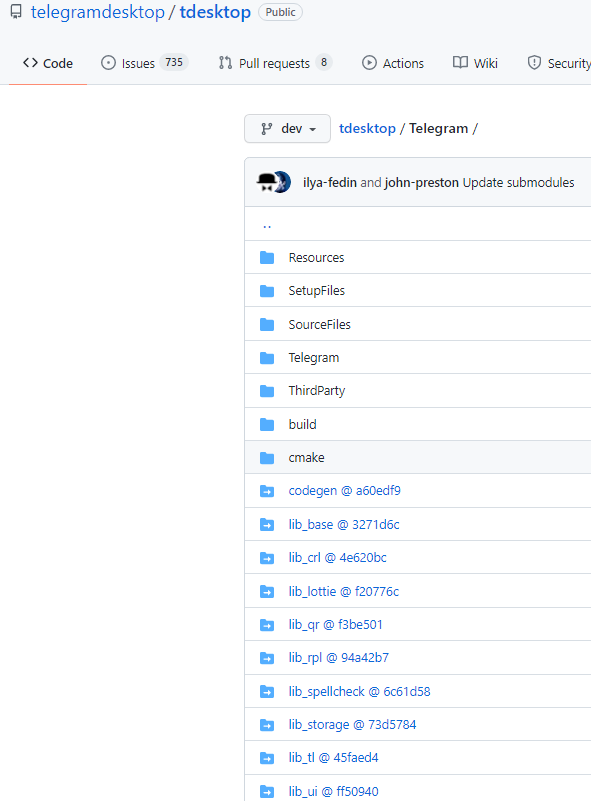 telegramdesktop / tdesktop Public
Code Issues 735 Pull requests 8 Actions Wiki Security
dev tdesktop / Telegram /
ilya-fedin and john-preston Update submodules
..
Resources
SetupFiles
SourceFiles
Telegram
ThirdParty
build
cmake
codegen @ a60edf9
lib_base @ 3271d6c
lib_crl @ 4e620bc
lib_lottie @ f20776c
lib_qr @ f3be501
lib_rpl @ 94a42b7
lib_spellcheck @ 6c61d58
lib_storage @ 73d5784
lib_tl @ 45faed4
lib_ui @ ff50940